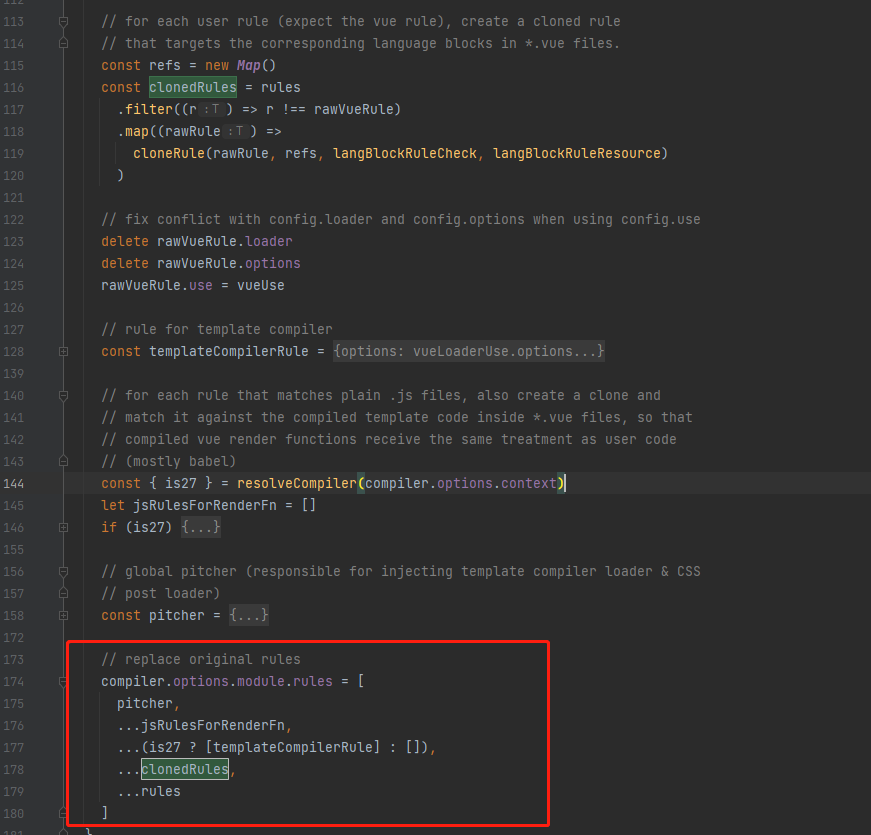 112
113 // for each user rule (expect the vue rule), create a cloned rule
114 // that targets the corresponding language blocks in *.vue files.
115 const refs = new Map()
116 const clonedRules = rules
117 .filter((r :T ) => r !== rawVueRule)
118 .map((rawRule :T ) =>
119 cloneRule(rawRule, refs, langBlockRuleCheck, langBlockRuleResource)
120 )
121
122 // fix conflict with config.loader and config.options when using config.use
123 delete rawVueRule.loader
124 delete rawVueRule.options
125 rawVueRule.use = vueUse
126
127 // rule for template compiler
128 const templateCompilerRule = {options: vueLoaderUse.options...}
139
140 // for each rule that matches plain .js files, also create a clone and
141 // match it against the compiled template code inside *.vue files, so that
142 // compiled vue render functions receive the same treatment as user code
143 // (mostly babel)
144 const { is27 } = resolveCompiler(compiler.options.context)
145 let jsRulesForRenderFn = []
146 if (is27) {...}
155
156 // global pitcher (responsible for injecting template compiler loader & CSS
157 // post loader)
158 const pitcher = {...}
172
173 // replace original rules
174 compiler.options.module.rules = [
175 pitcher,
176 ...jsRulesForRenderFn,
177 ...(is27 ? [templateCompilerRule] : []),
178 ...clonedRules,
179 ...rules
180 ]
181 }